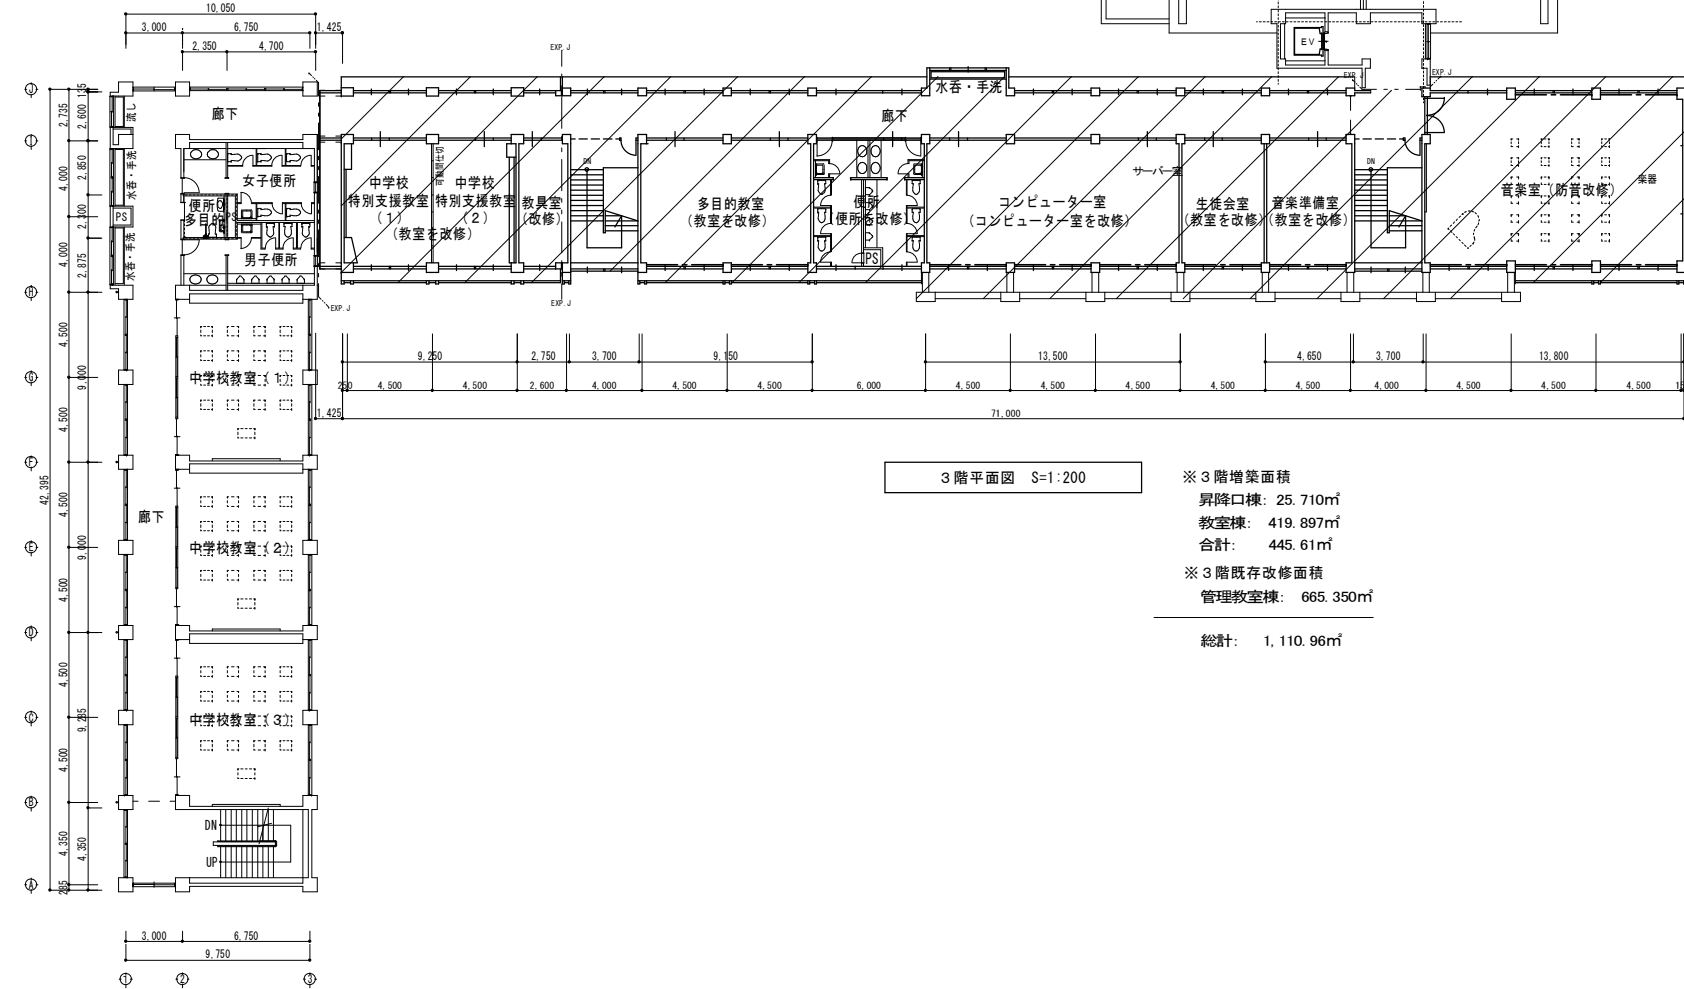 10,050
3,000
6,750
1,425
2,350
4,700
EXP.J
EV
EXP.J
EXP.J
水呑・手洗
流し
廊下
廊下
135
2,735
2,600
4,000
2,850
2,300
4,000
2,875
水呑・手洗
PS
水呑・手洗
女子便所
便所
多目的
PS
男子便所
可動間仕切
中学校
特別支援教室
(1)
中学校
特別支援教室
(2)
(教室を改修)
教具室
(改修)
DN
多目的教室
(教室を改修)
便所
(便所を改修)
PS
サーバー室
コンピューター室
(コンピューター室を改修)
生徒会室
(教室を改修)
音楽準備室
(教室を改修)
DN
音楽室(防音改修)
楽器
EXP.J
EXP.J
9,250
2,750
3,700
9,150
13,500
4,650
3,700
13,800
250
4,500
4,500
2,600
4,000
4,500
4,500
6,000
4,500
4,500
4,500
4,500
4,500
4,000
4,500
4,500
4,500
1,425
71,000
4,500
9,000
4,500
中学校教室(1)
42,395
4,500
9,000
4,500
廊下
中学校教室(2)
4,500
9,285
4,500
中学校教室(3)
4,350
4,350
285
DN
UP
J
I
H
G
F
E
D
C
B
A
3,000
6,750
9,750
1
2
3
3階平面図 S=1:200
※3階増築面積
昇降口棟: 25.710㎡
教室棟: 419.897㎡
合計: 445.61㎡
※3階既存改修面積
管理教室棟: 665.350㎡
総計: 1,110.96㎡